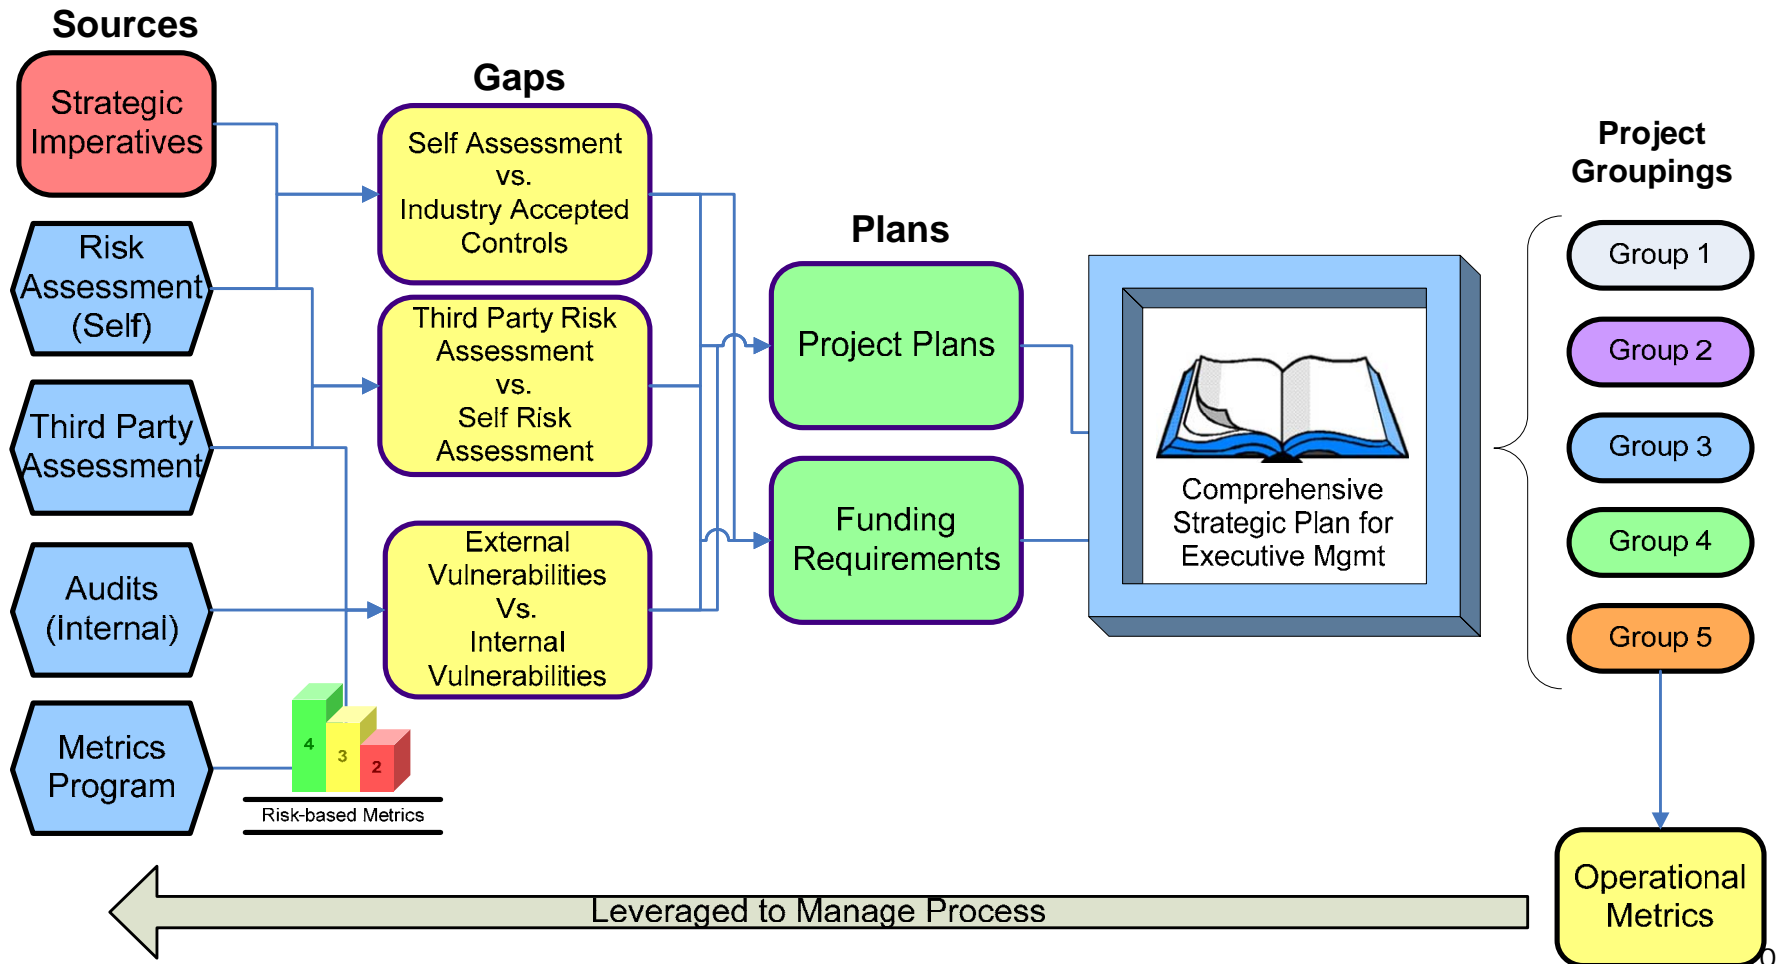 Sources
Strategic
Imperatives
Risk
Assessment
(Self)
Third Party
Assessment
Audits
(Internal)
Metrics
Program
4
3
2
Risk-based Metrics
Gaps
Self Assessment
vs.
Industry Accepted
Controls
Third Party Risk
Assessment
vs.
Self Risk
Assessment
External
Vulnerabilities
Vs.
Internal
Vulnerabilities
Plans
Project Plans
Funding
Requirements
Comprehensive
Strategic Plan for
Executive Mgmt
Project
Groupings
Group 1
Group 2
Group 3
Group 4
Group 5
Operational
Metrics
Leveraged to Manage Process